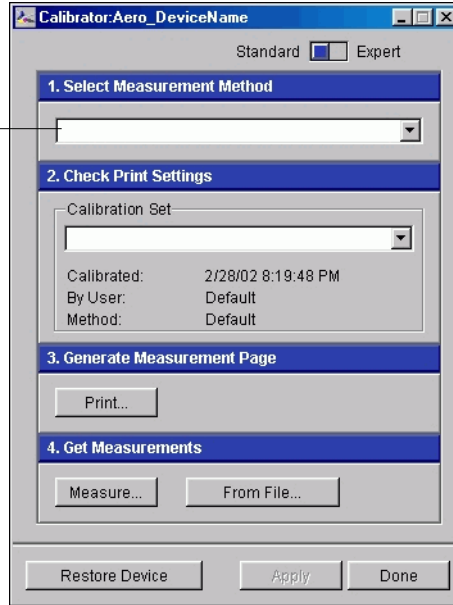 Calibrator:Aero_DeviceName
Standard Expert
1. Select Measurement Method
2. Check Print Settings
Calibration Set
Calibrated: 2/28/02 8:19:48 PM
By User: Default
Method: Default
3. Generate Measurement Page
Print...
4. Get Measurements
Measure... From File...
Restore Device Apply Done